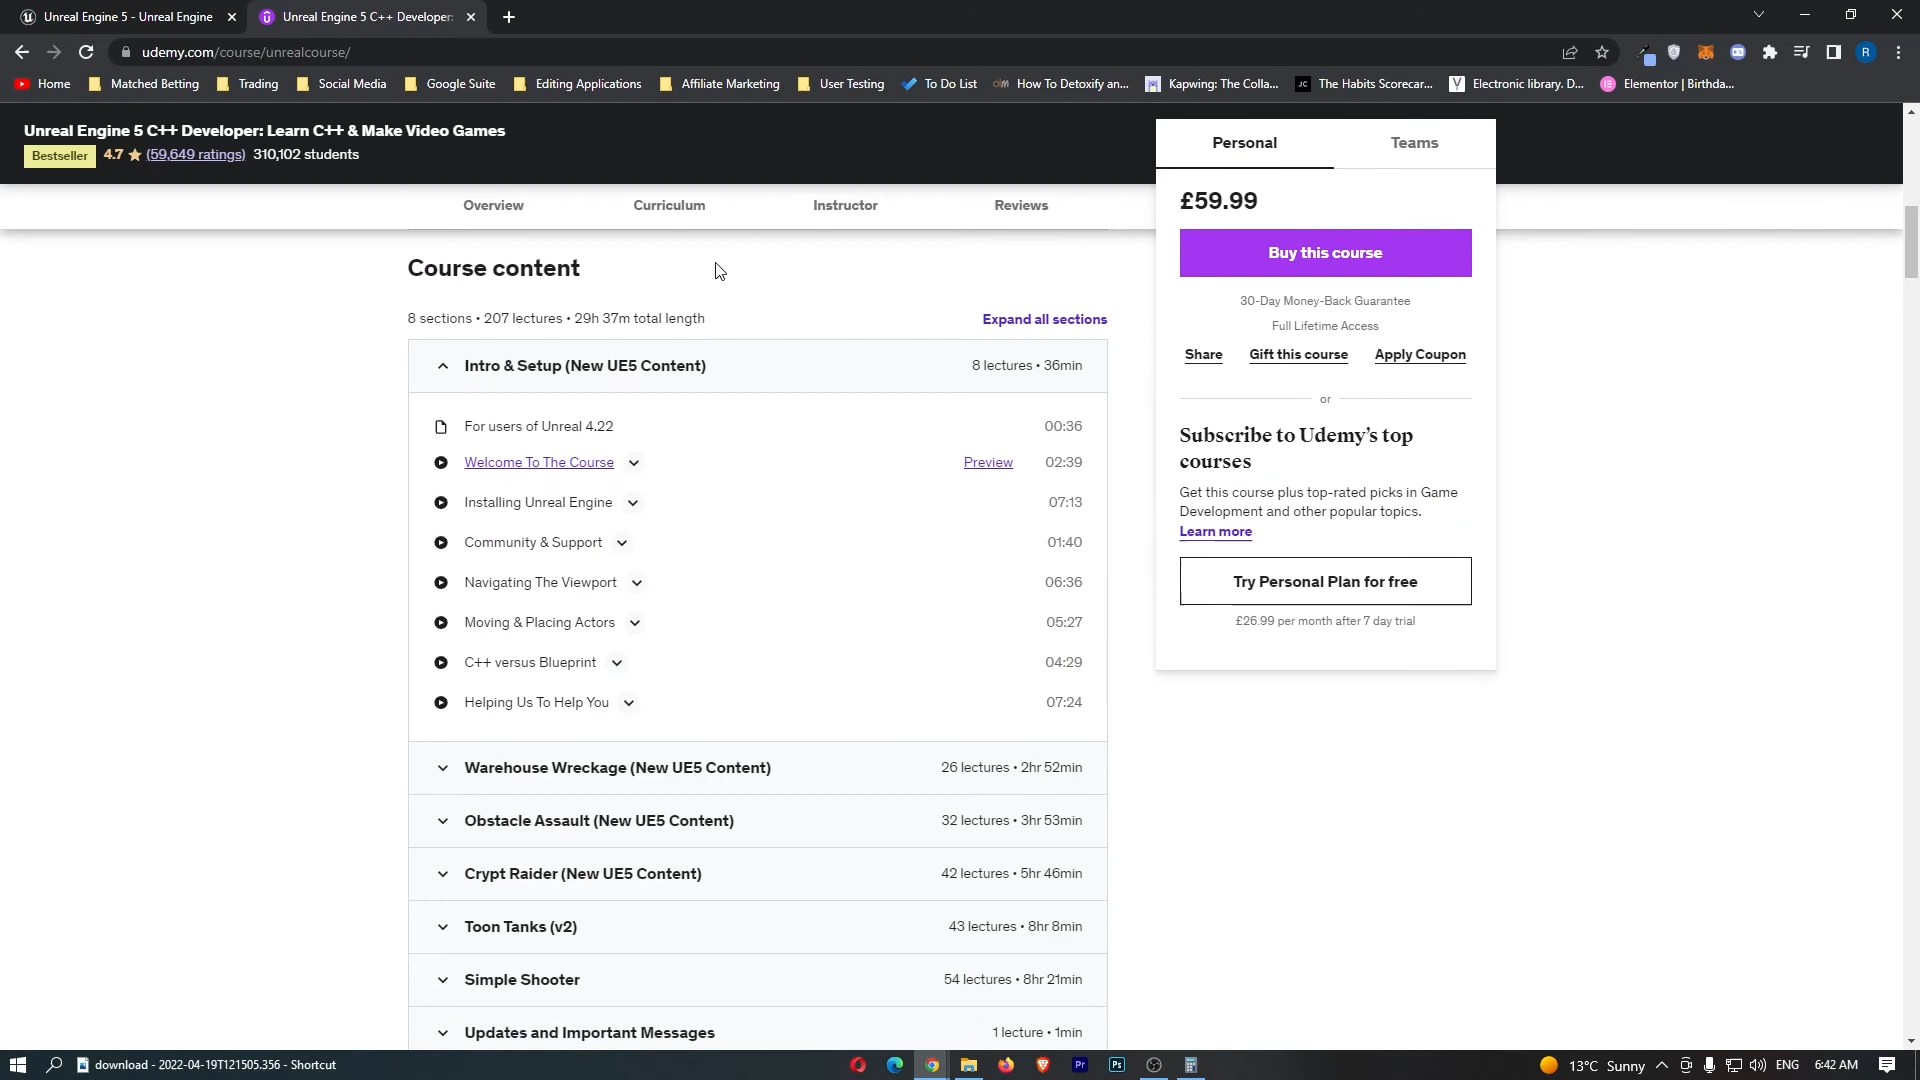 Unreal Engine 5 - Unreal Engine
Unreal Engine 5 C++ Developer:
udemy.com/course/unrealcourse/
R
Home
Matched Betting
Trading
Social Media
Google Suite
Editing Applications
Affiliate Marketing
User Testing
To Do List
How To Detoxify an...
Kapwing: The Colla...
JC
The Habits Scorecar...
Electronic library. D...
Elementor | Birthda...
Unreal Engine 5 C++ Developer: Learn C++ & Make Video Games
Bestseller 4.7 ★ (59,649 ratings) 310,102 students
Overview
Curriculum
Instructor
Reviews
Course content
8 sections • 207 lectures • 29h 37m total length
Expand all sections
Intro & Setup (New UE5 Content) 8 lectures • 36min
For users of Unreal 4.22 00:36
Welcome To The Course Preview 02:39
Installing Unreal Engine 07:13
Community & Support 01:40
Navigating The Viewport 06:36
Moving & Placing Actors 05:27
C++ versus Blueprint 04:29
Helping Us To Help You 07:24
Warehouse Wreckage (New UE5 Content) 26 lectures • 2hr 52min
Obstacle Assault (New UE5 Content) 32 lectures • 3hr 53min
Crypt Raider (New UE5 Content) 42 lectures • 5hr 46min
Toon Tanks (v2) 43 lectures • 8hr 8min
Simple Shooter 54 lectures • 8hr 21min
Updates and Important Messages 1 lecture • 1min
Personal
Teams
£59.99
Buy this course
30-Day Money-Back Guarantee
Full Lifetime Access
Share
Gift this course
Apply Coupon
or
Subscribe to Udemy's top
courses
Get this course plus top-rated picks in Game
Development and other popular topics.
Learn more
Try Personal Plan for free
£26.99 per month after 7 day trial
download - 2022-04-19T121505.356 - Shortcut
Pr
Ps
13°C Sunny
ENG
6:42 AM